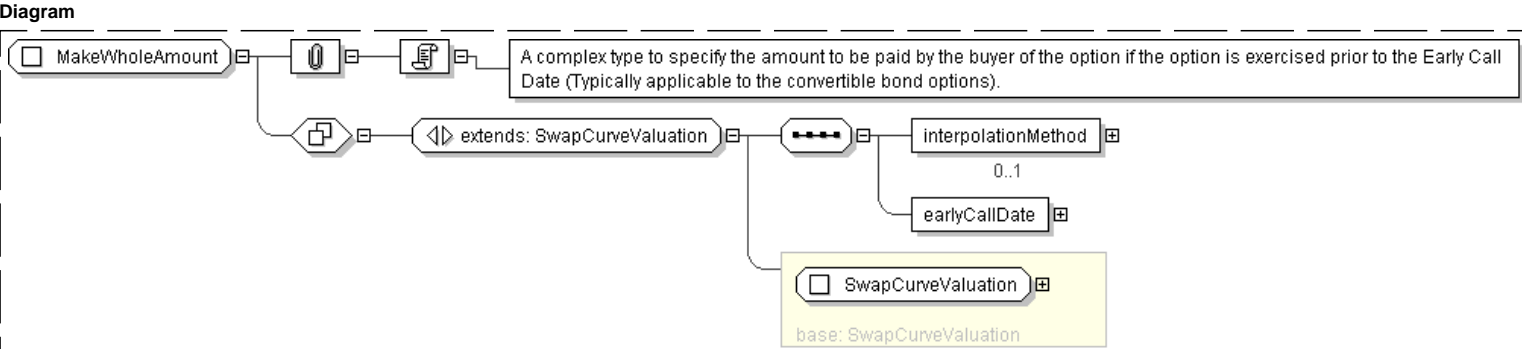 Diagram
MakeWholeAmount
A complex type to specify the amount to be paid by the buyer of the option if the option is exercised prior to the Early Call
Date (Typically applicable to the convertible bond options).
extends: SwapCurveValuation
interpolationMethod
0..1
earlyCallDate
SwapCurveValuation
base: SwapCurveValuation